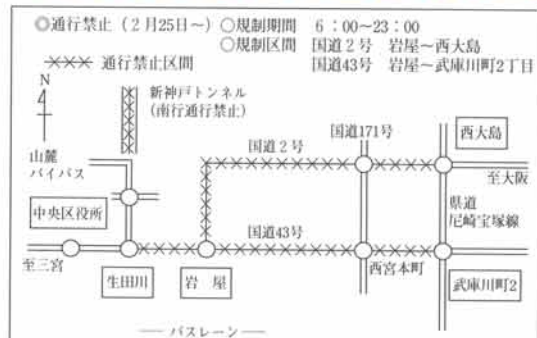 ◎通行禁止（2月25日～）○規制期間 6：00～23：00
○規制区間 国道2号 岩屋～西大島
×××× 通行禁止区間 国道43号 岩屋～武庫川町2丁目
N
新神戸トンネル
(南行通行禁止)
国道171号
西大島
国道2号
山麓
バイパス
至大阪
中央区役所
県道
尼崎宝塚線
国道43号
至三宮
西宮本町
生田川
岩屋
武庫川町2
── バスレーン ──